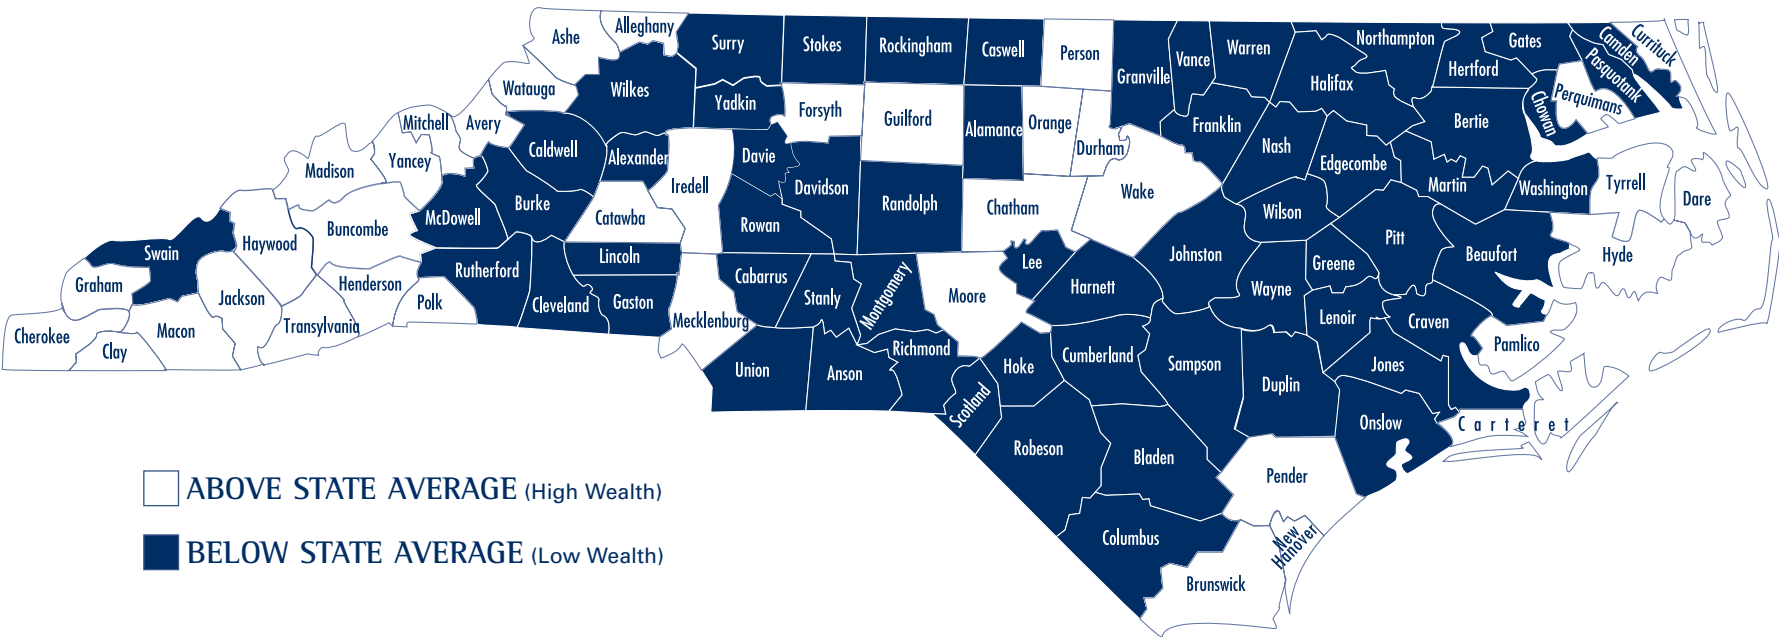 Ashe
Alleghany
Surry
Stokes
Rockingham
Caswell
Person
Granville
Vance
Warren
Northampton
Gates
Camden
Currituck
Pasquotank
Hertford
Halifax
Wilkes
Watauga
Yadkin
Forsyth
Guilford
Alamance
Orange
Durham
Franklin
Bertie
Chowan
Perquimans
Mitchell
Avery
Caldwell
Alexander
Yancey
Madison
Iredell
Davie
Davidson
Randolph
Chatham
Wake
Nash
Edgecombe
Martin
Washington
Tyrrell
Dare
Buncombe
McDowell
Burke
Catawba
Rowan
Wilson
Pitt
Beaufort
Hyde
Swain
Haywood
Graham
Jackson
Henderson
Polk
Rutherford
Lincoln
Cleveland
Gaston
Cabarrus
Stanly
Montgomery
Moore
Lee
Harnett
Johnston
Wayne
Greene
Lenoir
Craven
Pamlico
Cherokee
Clay
Macon
Transylvania
Mecklenburg
Union
Anson
Richmond
Scotland
Hoke
Cumberland
Sampson
Duplin
Jones
Onslow
Carteret
Robeson
Bladen
Pender
Columbus
New
Hanover
Brunswick
ABOVE STATE AVERAGE (High Wealth)
BELOW STATE AVERAGE (Low Wealth)